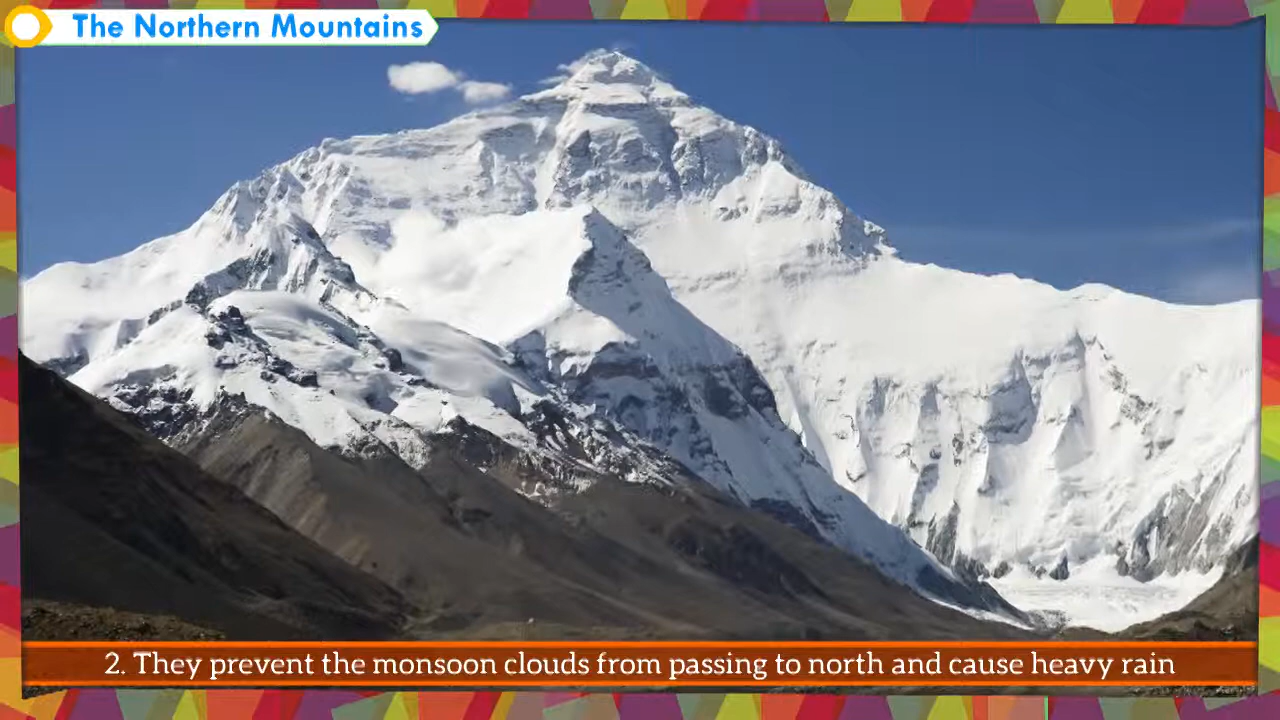 The Northern Mountains
2. They prevent the monsoon clouds from passing to north and cause heavy rain